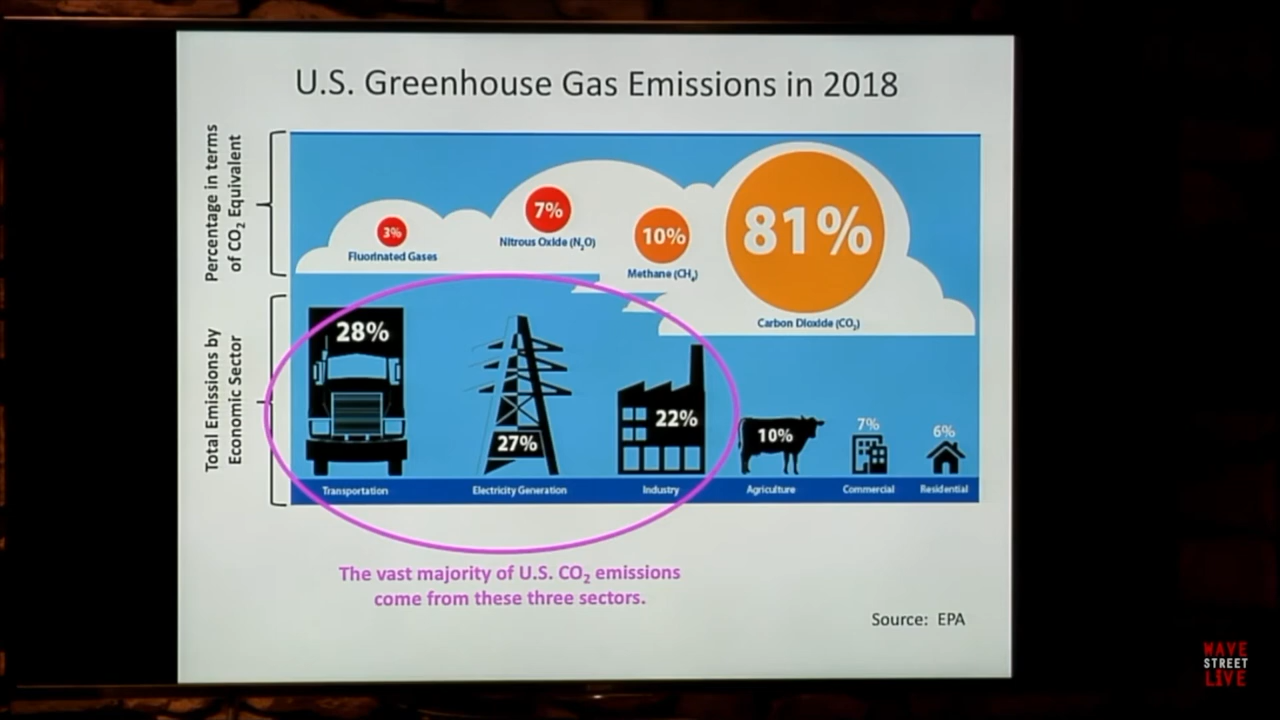 U.S. Greenhouse Gas Emissions in 2018
Percentage in terms
of CO₂ Equivalent
3%
Fluorinated Gases
7%
Nitrous Oxide (N₂O)
10%
Methane (CH₄)
81%
Carbon Dioxide (CO₂)
Total Emissions by
Economic Sector
28%
27%
22%
10%
7%
6%
Transportation
Electricity Generation
Industry
Agriculture
Commercial
Residential
The vast majority of U.S. CO₂ emissions
come from these three sectors.
Source: EPA
WAVE
STREET
LIVE